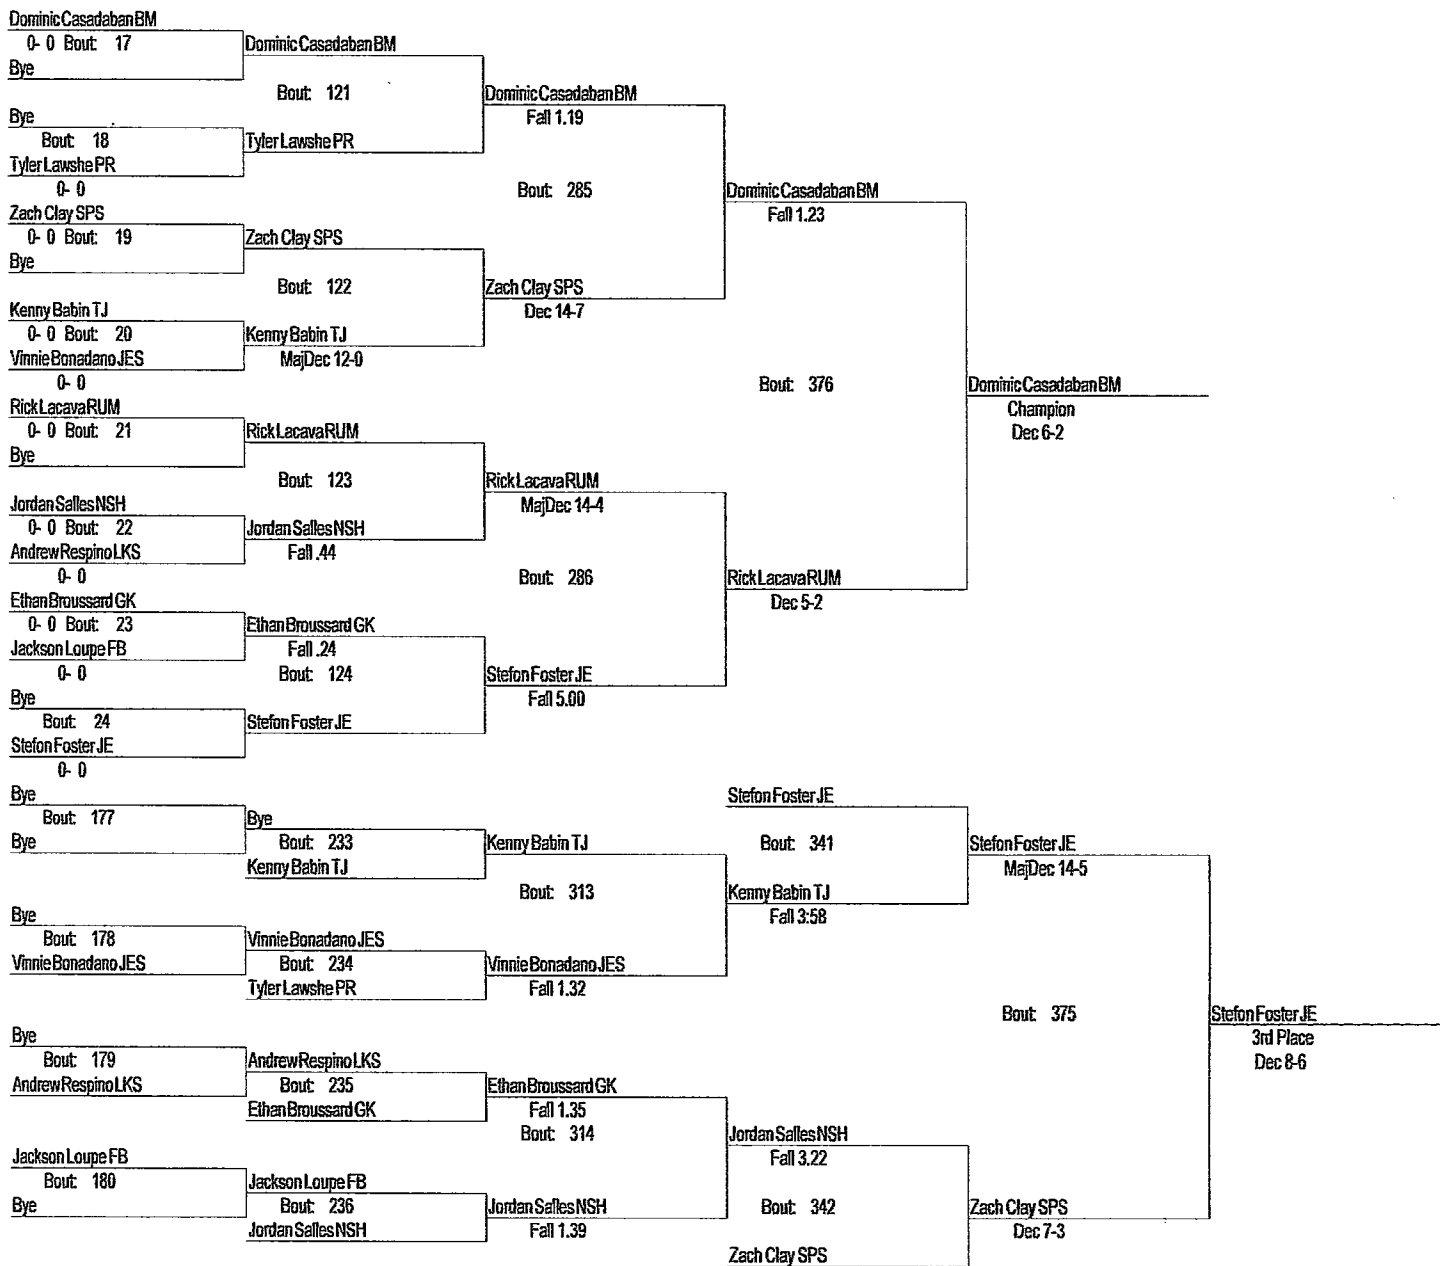 Dominic Casadaban BM
0- 0 Bout: 17
Bye
Dominic Casadaban BM
Bout: 121
Bye
Bout: 18
Tyler Lawshe PR
0- 0
Tyler Lawshe PR
Dominic Casadaban BM
Fall 1.19
Bout: 285
Zach Clay SPS
0- 0 Bout: 19
Bye
Zach Clay SPS
Bout: 122
Kenny Babin TJ
0- 0 Bout: 20
Vinnie Bonadano JES
0- 0
Kenny Babin TJ
MajDec 12-0
Zach Clay SPS
Dec 14-7
Dominic Casadaban BM
Fall 1.23
Bout: 376
Rick Lacava RUM
0- 0 Bout: 21
Bye
Rick Lacava RUM
Bout: 123
Jordan Salles NSH
0- 0 Bout: 22
Andrew Respino LKS
0- 0
Jordan Salles NSH
Fall .44
Rick Lacava RUM
MajDec 14-4
Bout: 286
Ethan Broussard GK
0- 0 Bout: 23
Jackson Loupe FB
0- 0
Ethan Broussard GK
Fall .24
Bout: 124
Bye
Bout: 24
Stefon Foster JE
0- 0
Stefon Foster JE
Stefon Foster JE
Fall 5.00
Rick Lacava RUM
Dec 5-2
Dominic Casadaban BM
Champion
Dec 6-2
Bye
Bout: 177
Bye
Bye
Bout: 233
Kenny Babin TJ
Kenny Babin TJ
Bout: 313
Bye
Bout: 178
Vinnie Bonadano JES
Vinnie Bonadano JES
Bout: 234
Tyler Lawshe PR
Vinnie Bonadano JES
Fall 1.32
Stefon Foster JE
Bout: 341
Kenny Babin TJ
Fall 3:58
Stefon Foster JE
MajDec 14-5
Bout: 375
Bye
Bout: 179
Andrew Respino LKS
Andrew Respino LKS
Bout: 235
Ethan Broussard GK
Ethan Broussard GK
Fall 1.35
Bout: 314
Jackson Loupe FB
Bout: 180
Bye
Jackson Loupe FB
Bout: 236
Jordan Salles NSH
Jordan Salles NSH
Fall 1.39
Jordan Salles NSH
Fall 3.22
Bout: 342
Zach Clay SPS
Zach Clay SPS
Dec 7-3
Stefon Foster JE
3rd Place
Dec 8-6